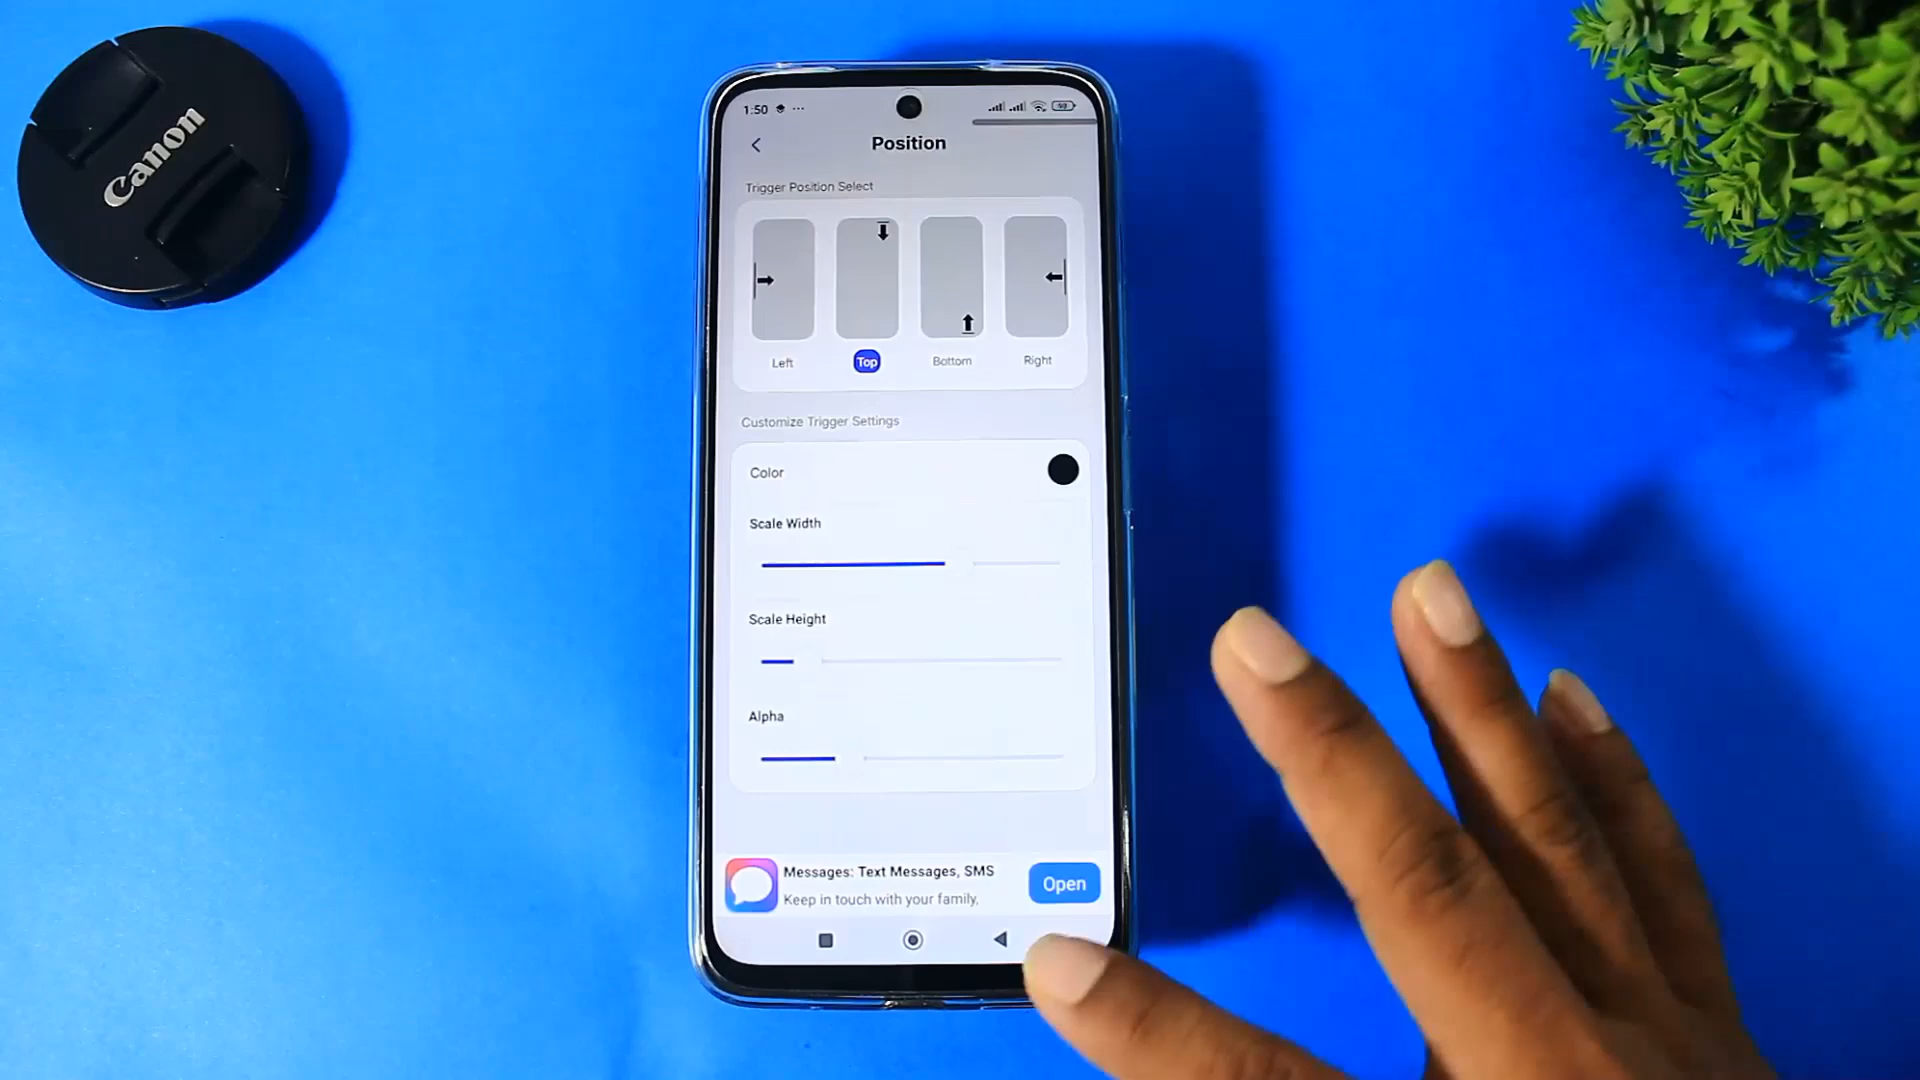 Canon
1:50
Position
Trigger Position Select
Left
Top
Bottom
Right
Customize Trigger Settings
Color
Scale Width
Scale Height
Alpha
Messages: Text Messages, SMS
Keep in touch with your family,
Open